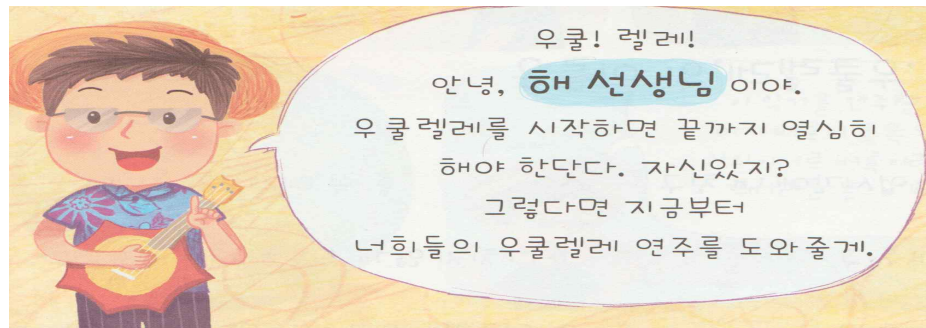 우쿨! 렐레!
안녕, 해 선생님이야.
우쿨렐레를 시작하면 끝까지 열심히
해야 한단다. 자신있지?
그렇다면 지금부터
너희들의 우쿨렐레 연주를 도와줄게.